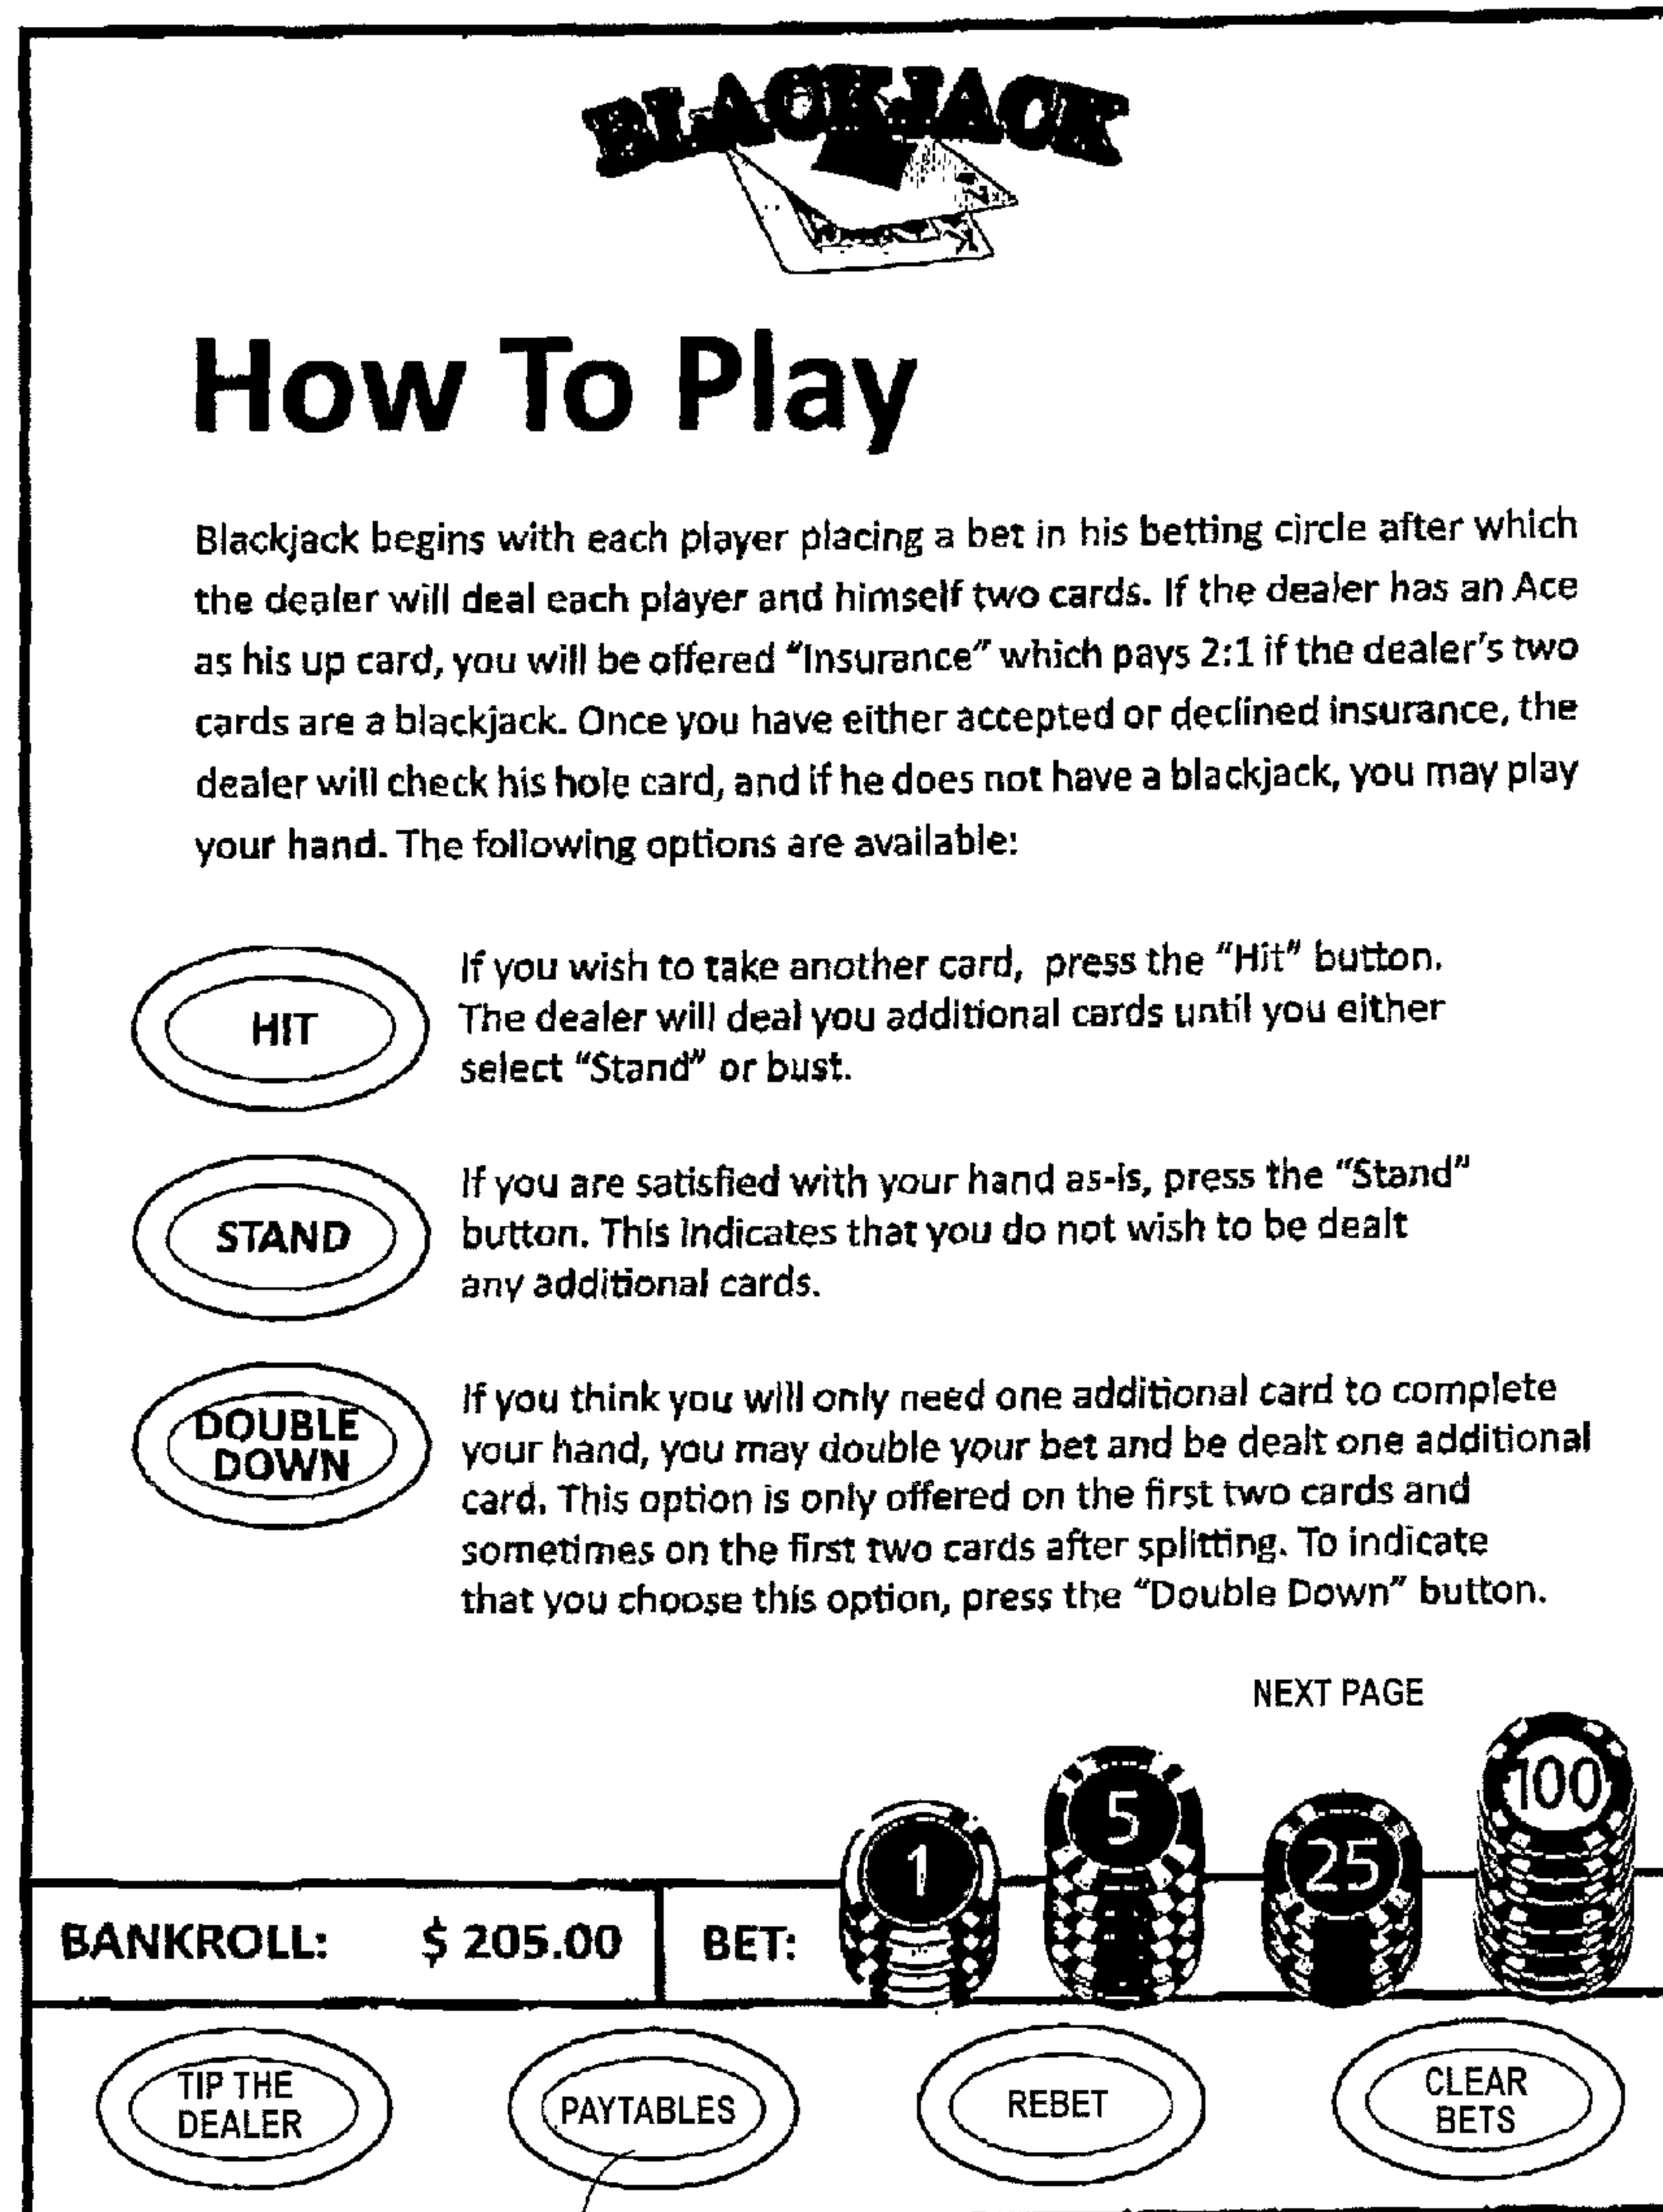 BLACKJACK
How To Play
Blackjack begins with each player placing a bet in his betting circle after which
the dealer will deal each player and himself two cards. If the dealer has an Ace
as his up card, you will be offered “Insurance” which pays 2:1 if the dealer's two
cards are a blackjack. Once you have either accepted or declined insurance, the
dealer will check his hole card, and if he does not have a blackjack, you may play
your hand. The following options are available:
HIT
If you wish to take another card, press the “Hit” button.
The dealer will deal you additional cards until you either
select “Stand” or bust.
STAND
If you are satisfied with your hand as-is, press the “Stand”
button. This indicates that you do not wish to be dealt
any additional cards.
DOUBLE
DOWN
If you think you will only need one additional card to complete
your hand, you may double your bet and be dealt one additional
card. This option is only offered on the first two cards and
sometimes on the first two cards after splitting. To indicate
that you choose this option, press the “Double Down” button.
NEXT PAGE
1
5
25
100
BANKROLL: $ 205.00
BET:
TIP THE
DEALER
PAYTABLES
REBET
CLEAR
BETS